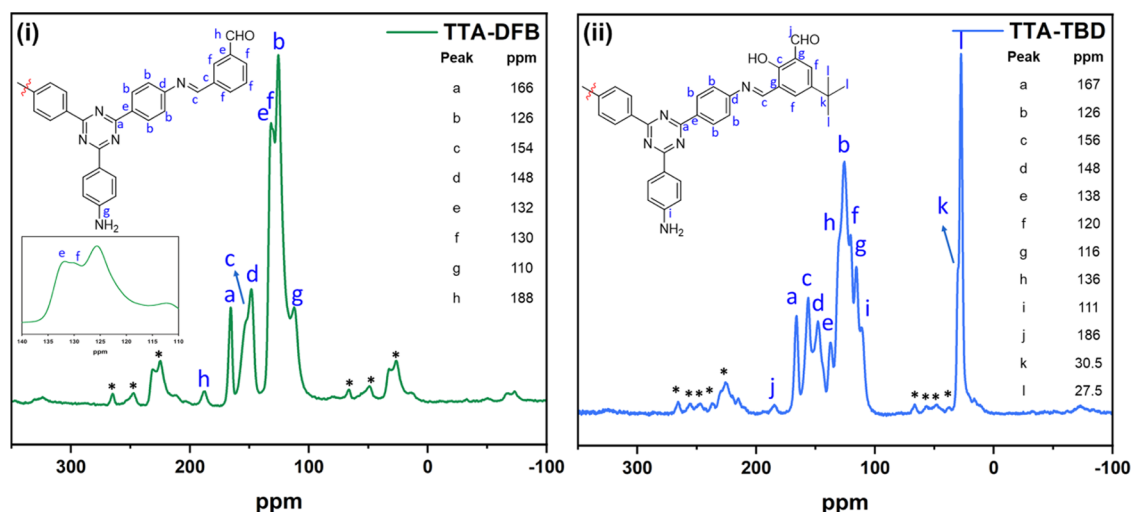 (i)
TTA-DFB
Peak ppm
a 166
b 126
c 154
d 148
e 132
f 130
g 110
h 188
h CHO
e
f
f
f
f
c
N
c
d
b
b
b
b
e
a
N
N
N
g
NH2
b
e f
c
d
a
g
h
*
*
*
*
*
*
e
f
140 135 130 125 120 115 110
ppm
300 200 100 0 -100
ppm
(ii)
TTA-TBD
Peak ppm
a 167
b 126
c 156
d 148
e 138
f 120
g 116
h 136
i 111
j 186
k 30.5
l 27.5
j CHO
OH
c
g
f
g
f
k
l
l
l
N
c
d
b
b
b
b
e
a
N
N
N
i
NH2
l
k
b
h
f
g
a
c
d
e
i
j
*
*
*
*
*
*
*
*
*
300 200 100 0 -100
ppm